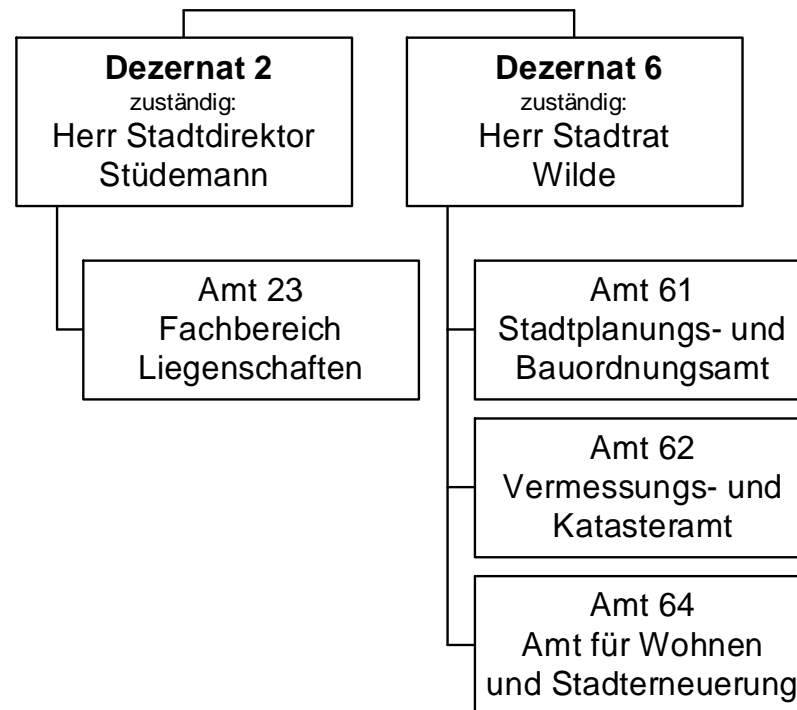 Dezernat 2
zuständig:
Herr Stadtdirektor
Stüdemann
Dezernat 6
zuständig:
Herr Stadtrat
Wilde
Amt 23
Fachbereich
Liegenschaften
Amt 61
Stadtplanungs- und
Bauordnungsamt
Amt 62
Vermessungs- und
Katasteramt
Amt 64
Amt für Wohnen
und Stadterneuerung